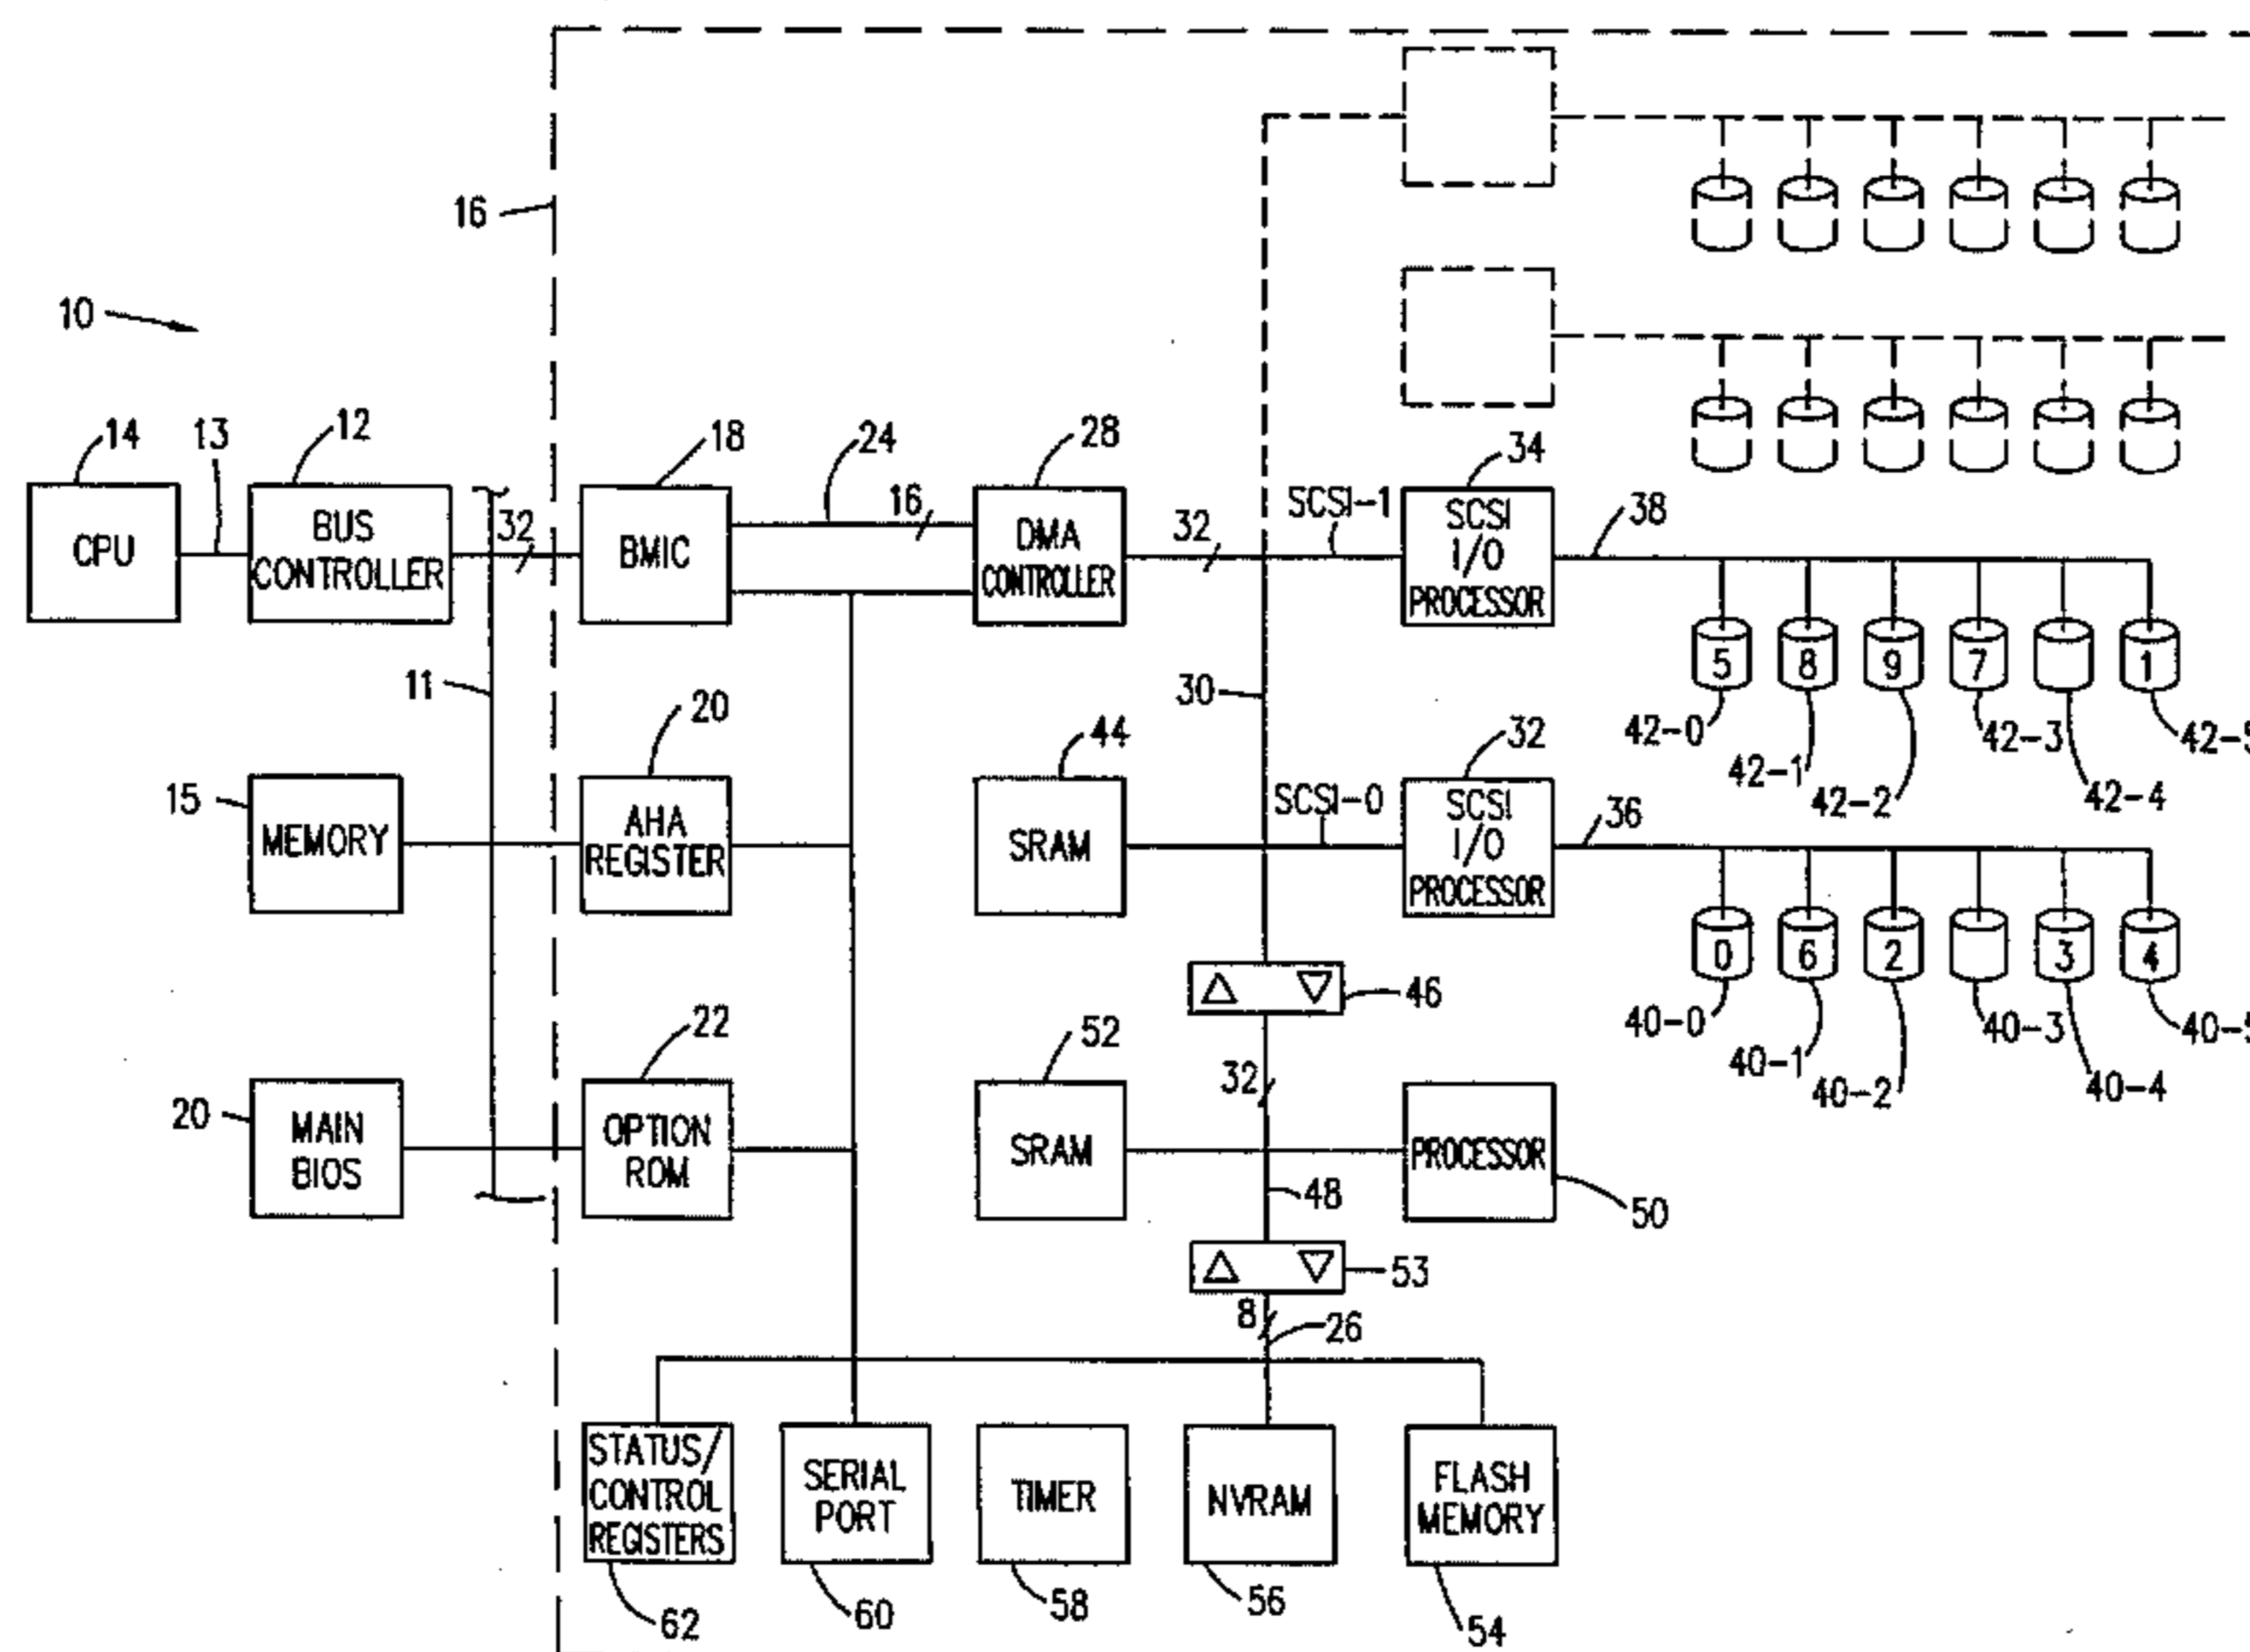 16
10
14
13
12
18
24
28
34
CPU
BUS
CONTROLLER
32
BMIC
16
DMA
CONTROLLER
32
SCSI-1
SCSI
I/O
PROCESSOR
38
11
30
5
8
9
7
1
42-0
42-1
42-2
42-3
42-4
15
MEMORY
20
AHA
REGISTER
44
SRAM
SCSI-0
32
SCSI
I/O
PROCESSOR
36
0
6
2
3
4
40-0
40-1
40-2
40-3
40-4
46
20
MAIN
BIOS
22
OPTION
ROM
52
SRAM
32
PROCESSOR
50
48
53
8
26
STATUS/
CONTROL
REGISTERS
SERIAL
PORT
TIMER
NVRAM
FLASH
MEMORY
62
60
58
56
54